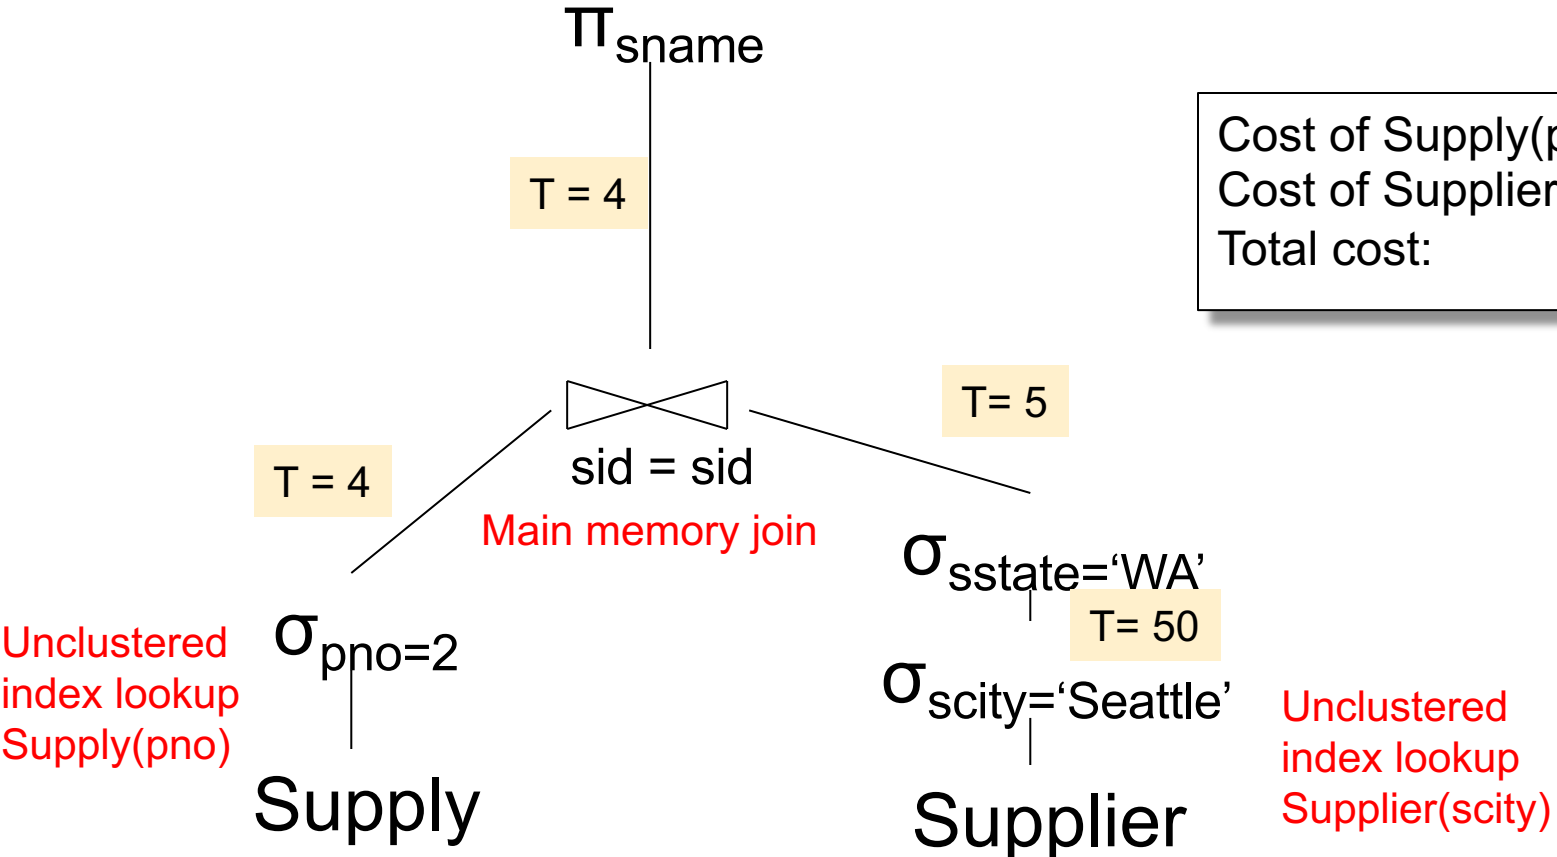 π sname
Cost of Supply(p
Cost of Supplier
Total cost:
T = 4
T= 5
sid = sid
T = 4
Main memory join
σ sstate=‘WA’
T= 50
Unclustered
index lookup
Supply(pno)
σ pno=2
σ scity=‘Seattle’
Unclustered
index lookup
Supplier(scity)
Supply
Supplier